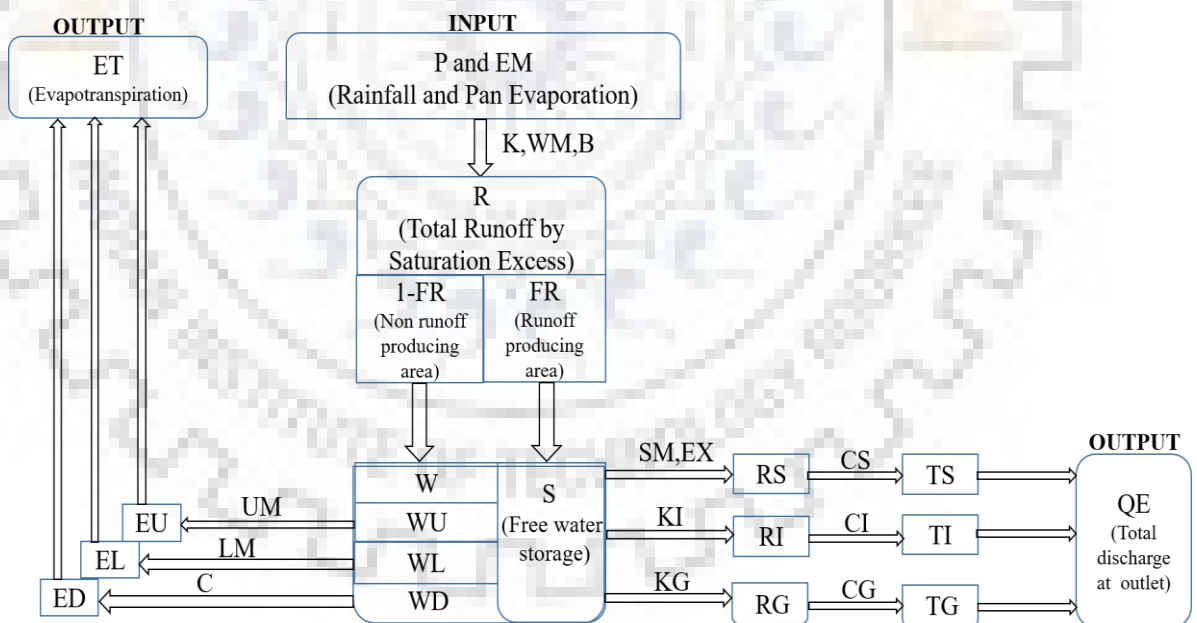 OUTPUT
ET
(Evapotranspiration)
INPUT
P and EM
(Rainfall and Pan Evaporation)
K,WM,B
R
(Total Runoff by
Saturation Excess)
1-FR
(Non runoff
producing
area)
FR
(Runoff
producing
area)
W
WU
WL
WD
S
(Free water
storage)
UM
LM
C
EU
EL
ED
SM,EX
KI
KG
RS
RI
RG
CS
CI
CG
TS
TI
TG
OUTPUT
QE
(Total
discharge
at outlet)